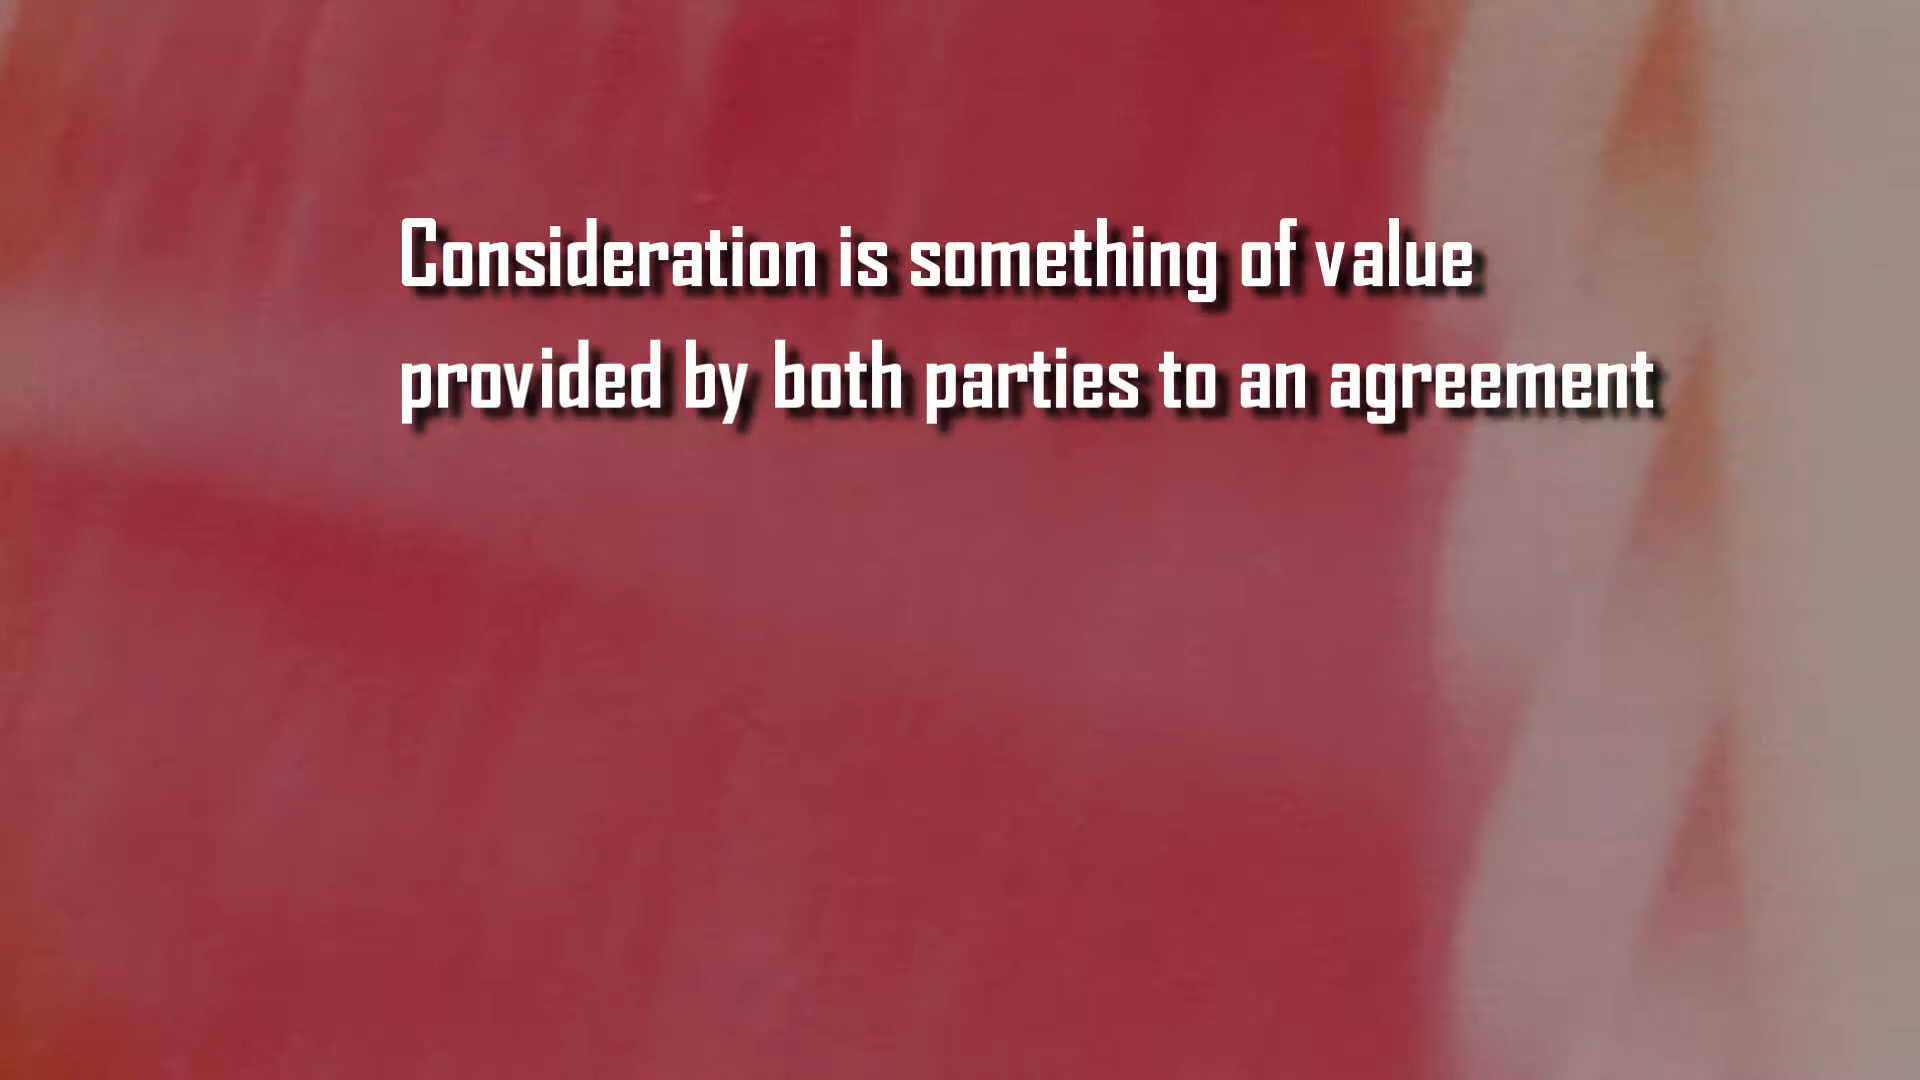 Consideration is something of value
provided by both parties to an agreement